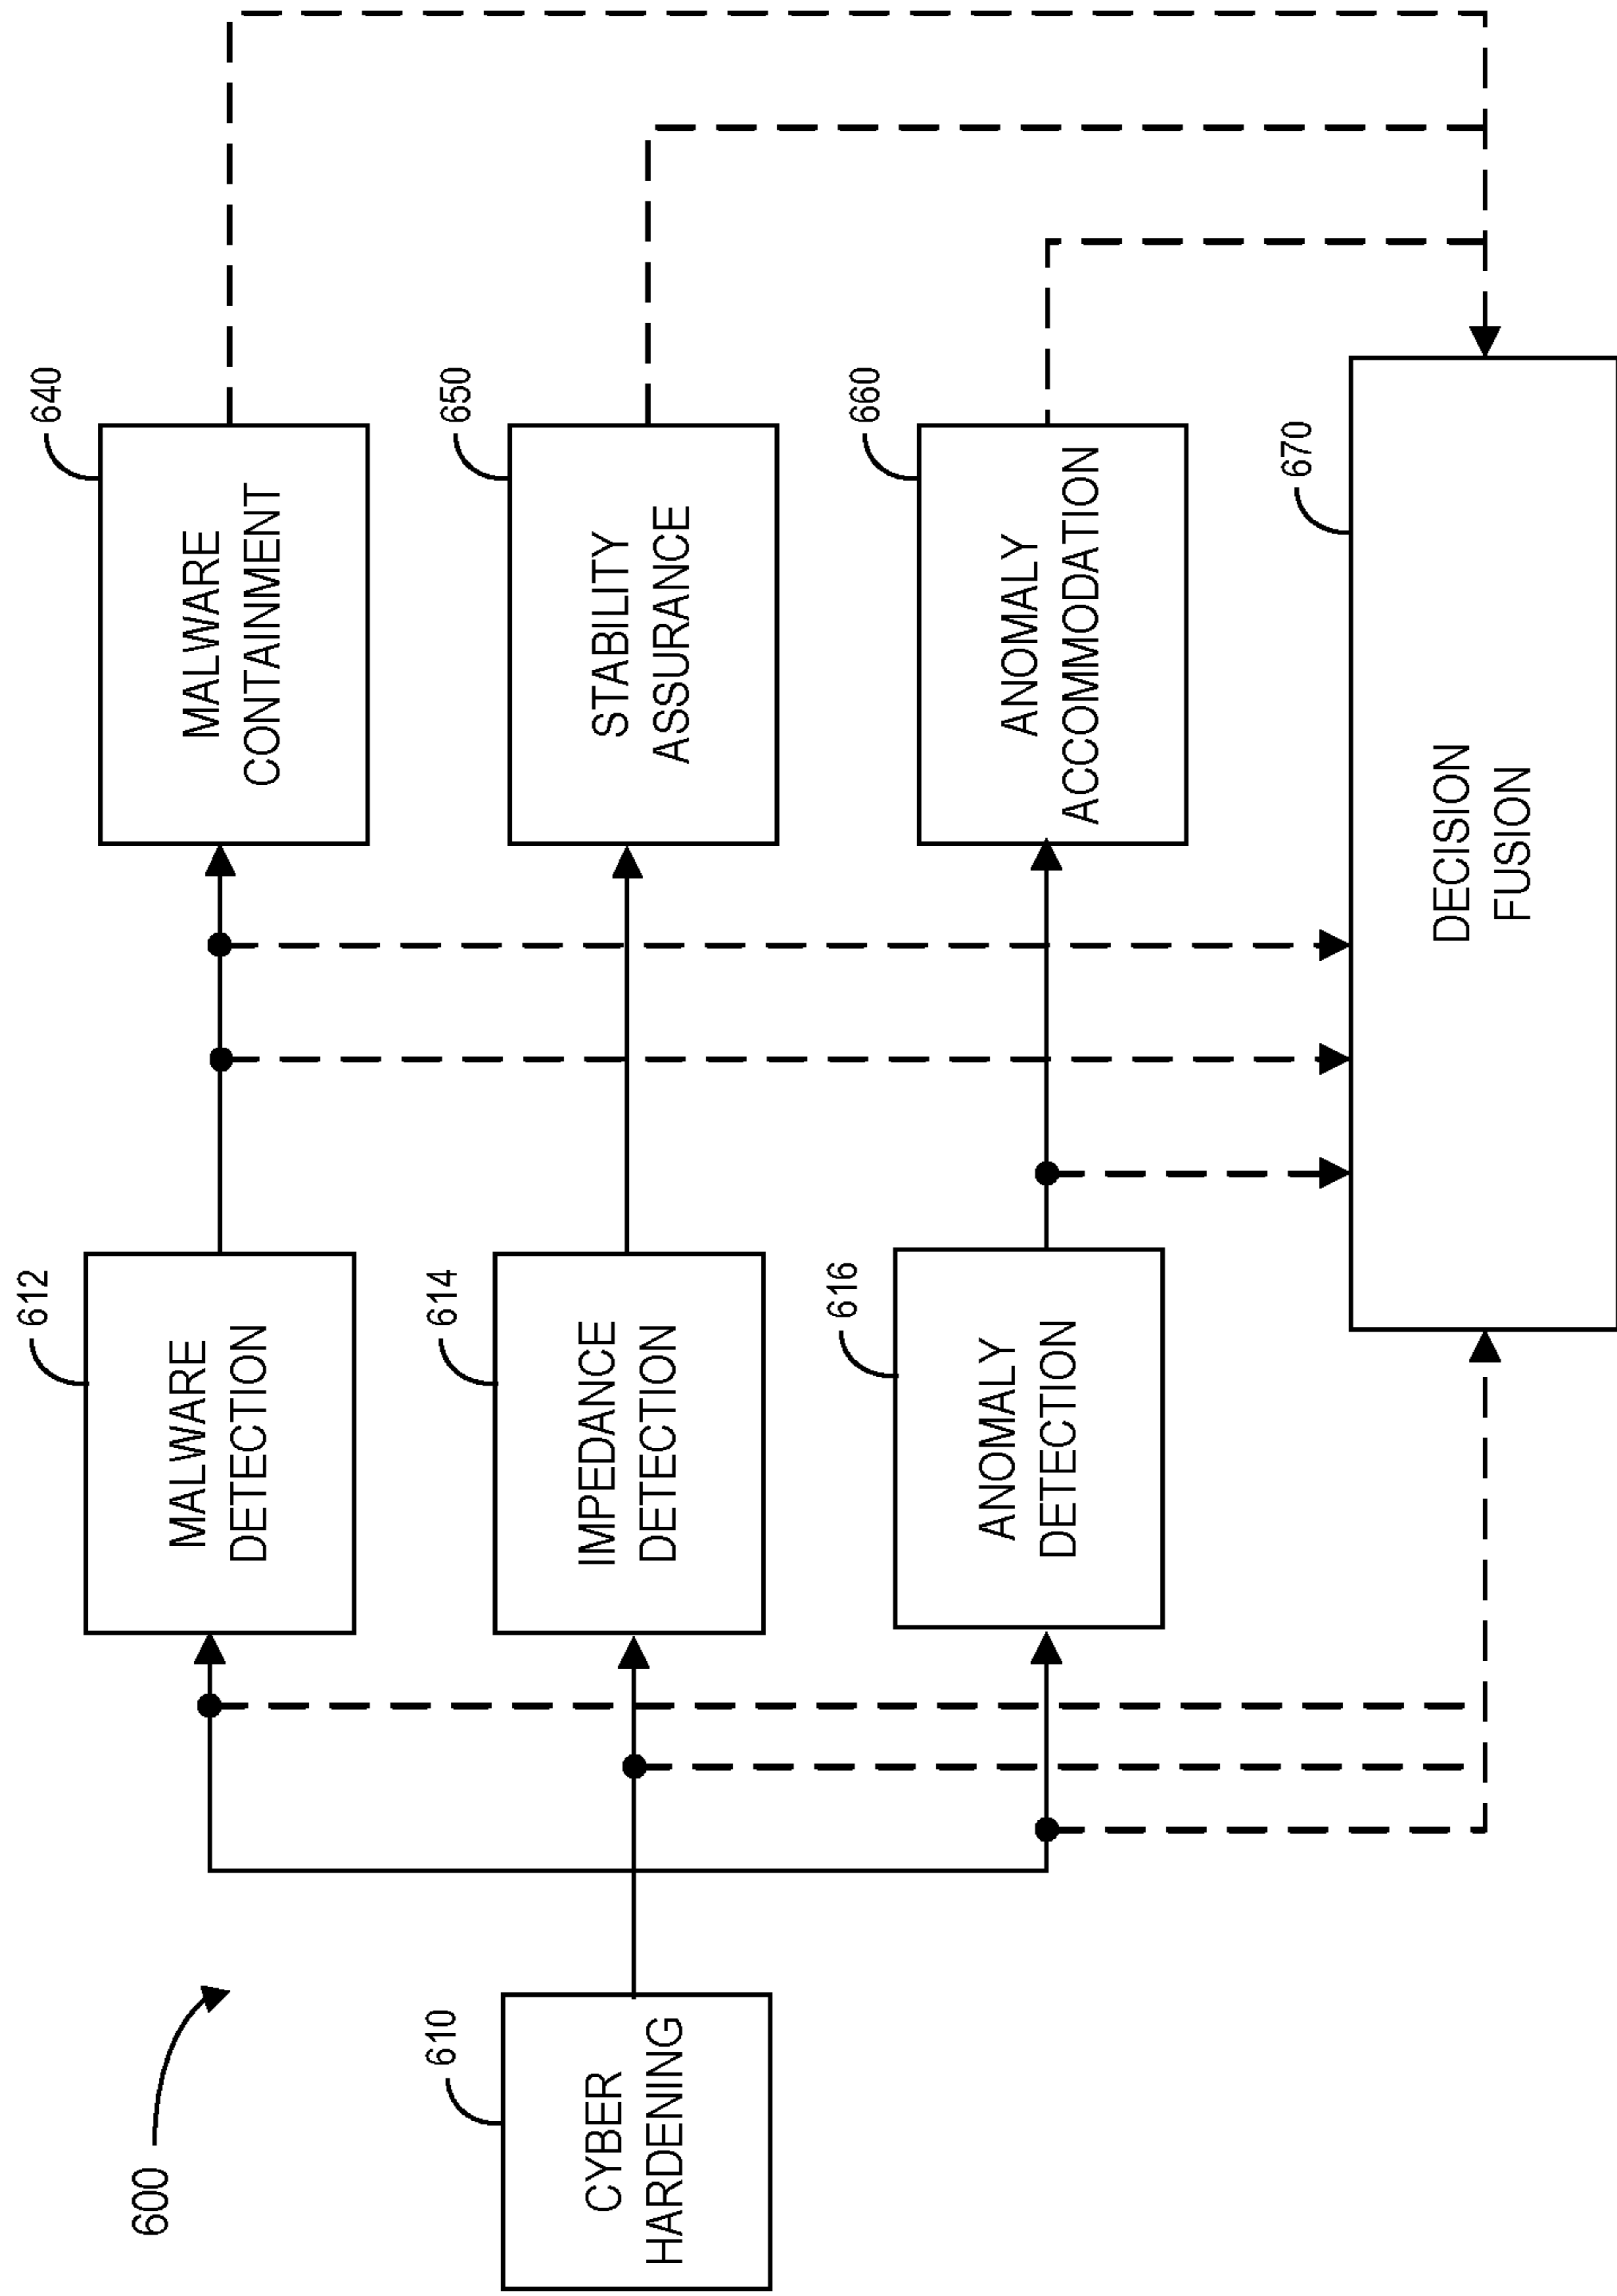 600
610
CYBER
HARDENING
612
MALWARE
DETECTION
614
IMPEDANCE
DETECTION
616
ANOMALY
DETECTION
640
MALWARE
CONTAINMENT
650
STABILITY
ASSURANCE
660
ANOMALY
ACCOMMODATION
670
DECISION
FUSION